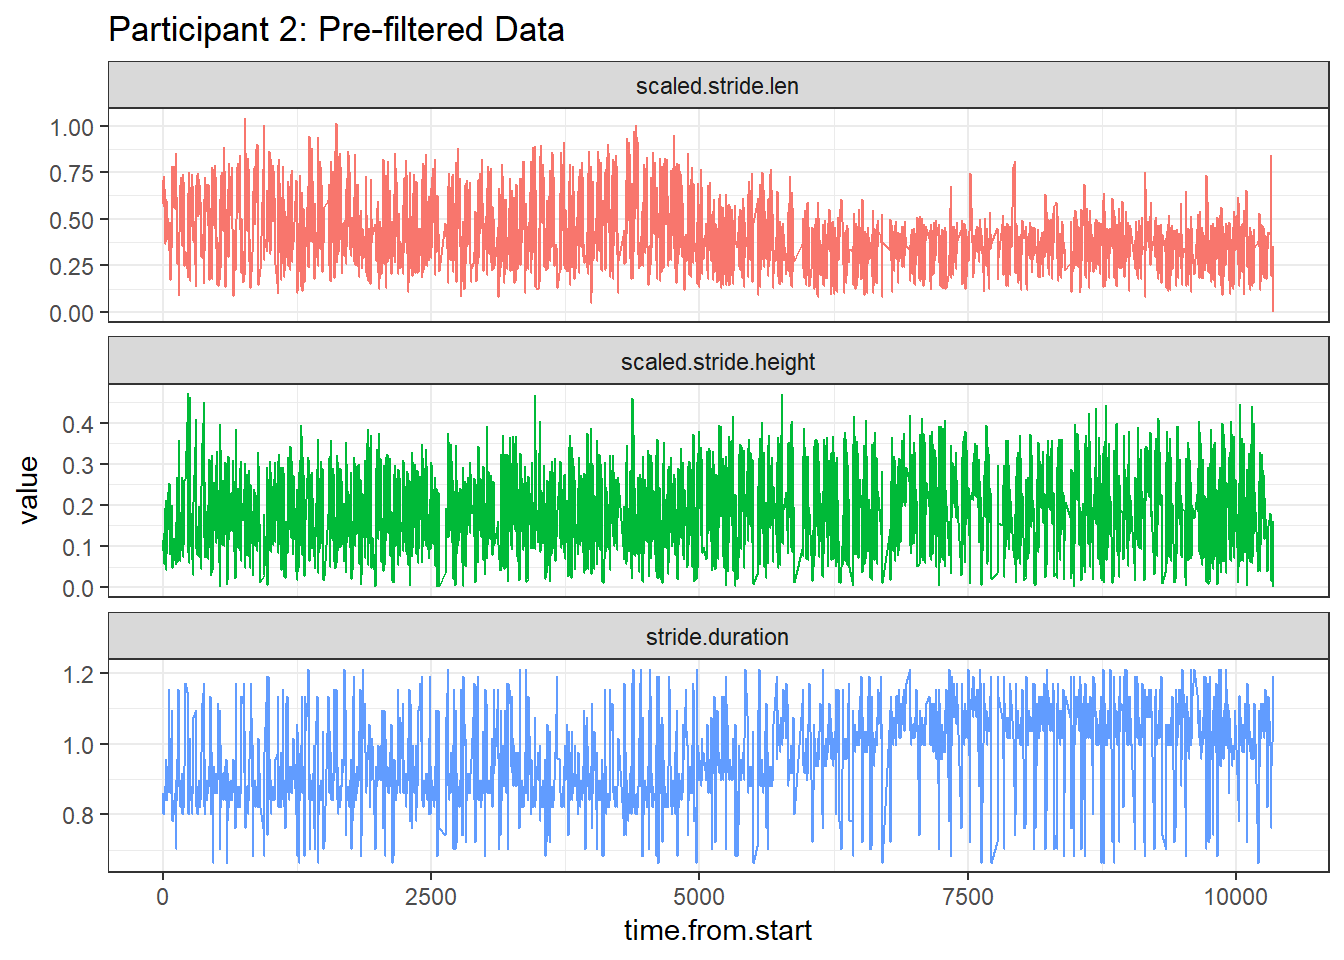 Participant 2: Pre-filtered Data
scaled.stride.len
1.00
0.75
0.50
0.25
0.00
scaled.stride.height
0.4
0.3
0.2
0.1
0.0
value
stride.duration
1.2
1.0
0.8
0 2500 5000 7500 10000
time.from.start